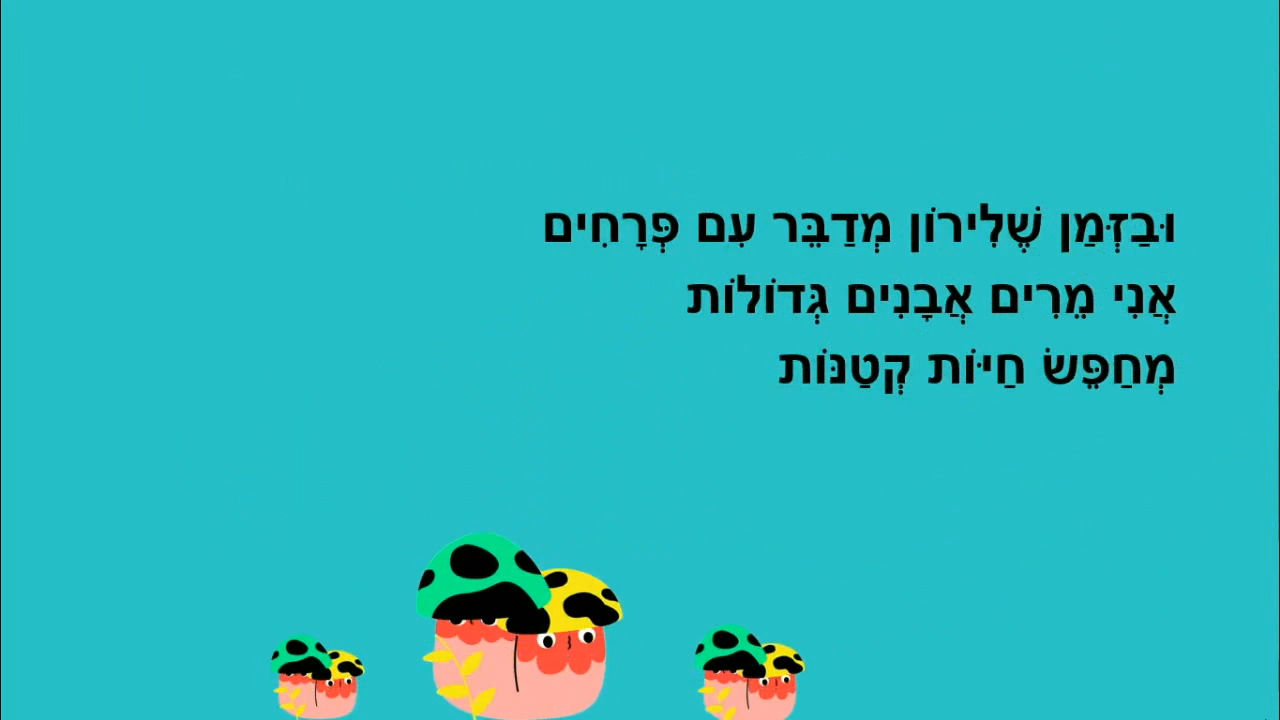 וּבַזְּמַן שֶׁלִּירוֹן מְדַבֵּר עִם פְּרָחִים
אֲנִי מֵרִים אֲבָנִים גְּדוֹלוֹת
מְחַפֵּשׂ חַיּוֹת קְטַנּוֹת